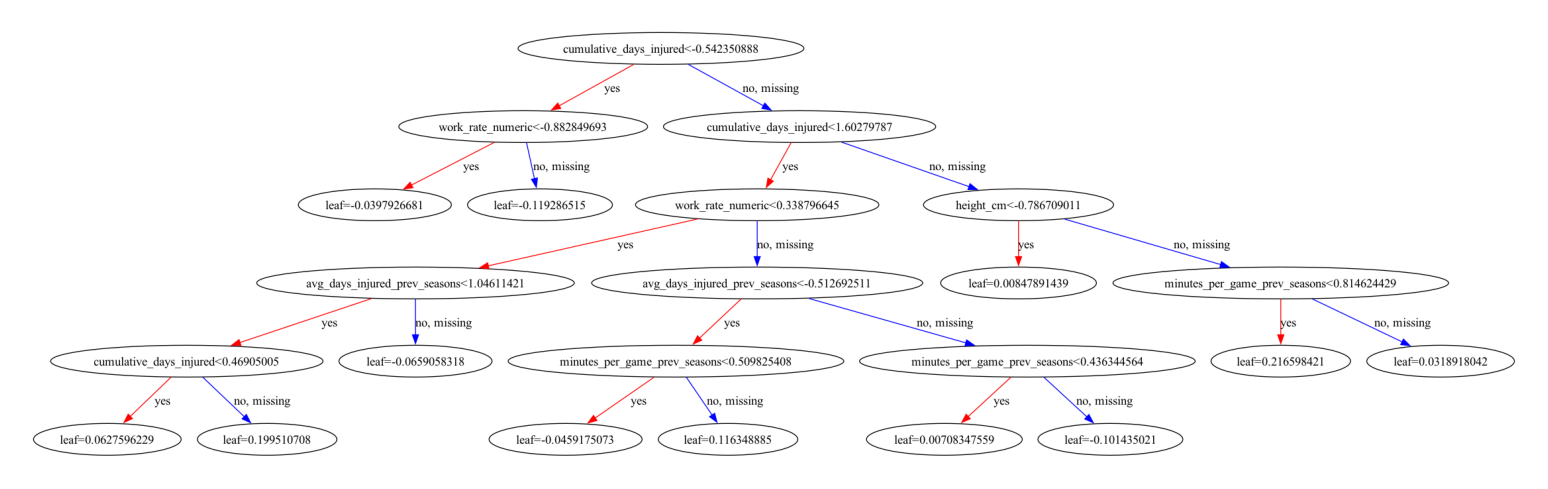 cumulative_days_injured<-0.542350888
yes
no, missing
work_rate_numeric<-0.882849693
cumulative_days_injured<1.60279787
yes
no, missing
yes
no, missing
leaf=-0.0397926681
leaf=-0.119286515
work_rate_numeric<0.338796645
height_cm<-0.786709011
yes
no, missing
yes
no, missing
avg_days_injured_prev_seasons<1.04611421
avg_days_injured_prev_seasons<-0.512692511
leaf=0.00847891439
minutes_per_game_prev_seasons<0.814624429
yes
no, missing
yes
no, missing
yes
no, missing
cumulative_days_injured<0.46905005
leaf=-0.0659058318
minutes_per_game_prev_seasons<0.509825408
minutes_per_game_prev_seasons<0.436344564
leaf=0.216598421
leaf=0.0318918042
yes
no, missing
yes
no, missing
yes
no, missing
leaf=0.0627596229
leaf=0.199510708
leaf=-0.0459175073
leaf=0.116348885
leaf=0.00708347559
leaf=-0.101435021